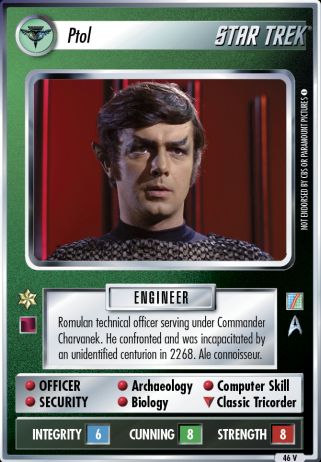 Ptol
STAR TREK
NOT ENDORSED BY CBS OR PARAMOUNT PICTURES
ENGINEER
Romulan technical officer serving under Commander
Charvanek. He confronted and was incapacitated by
an unidentified centurion in 2268. Ale connoisseur.
OFFICER Archaeology Computer Skill
SECURITY Biology Classic Tricorder
INTEGRITY 6 CUNNING 8 STRENGTH 8
46 V